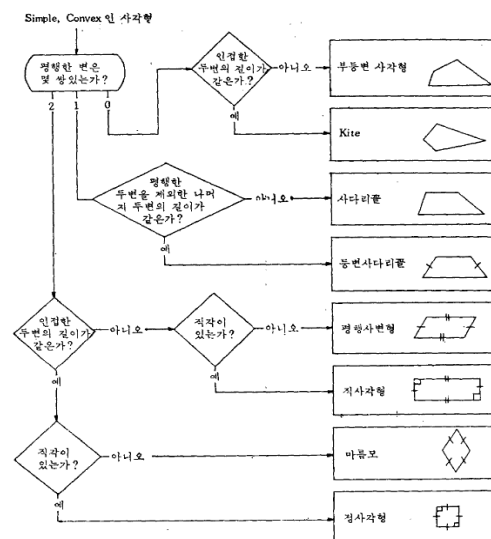 Simple, Convex 인 사각형
평행한 변은
몇 쌍있는가?
2 1 0
인접한
두변의 길이가
같은가?
아니오
예
부등변 사각형
Kite
평행한
두변을 제외한 나머
지 두변의 길이가
같은가?
아니오
예
사다리꼴
등변사다리꼴
인접한
두변의 길이가
같은가?
아니오
예
직각이
있는가?
아니오
예
평행사변형
직사각형
직각이
있는가?
아니오
예
마름모
정사각형